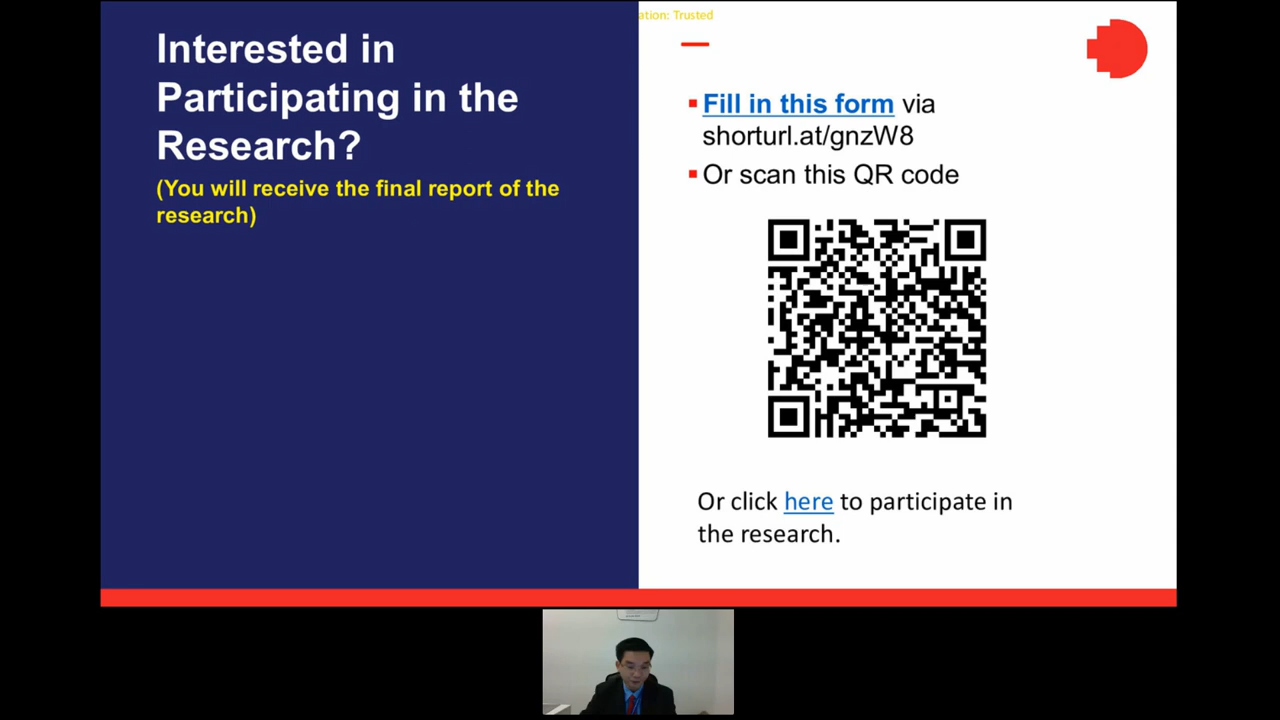 Interested in
Participating in the
Research?
(You will receive the final report of the
research)
ation: Trusted
Fill in this form via
shorturl.at/gnzW8
Or scan this QR code
Or click here to participate in
the research.